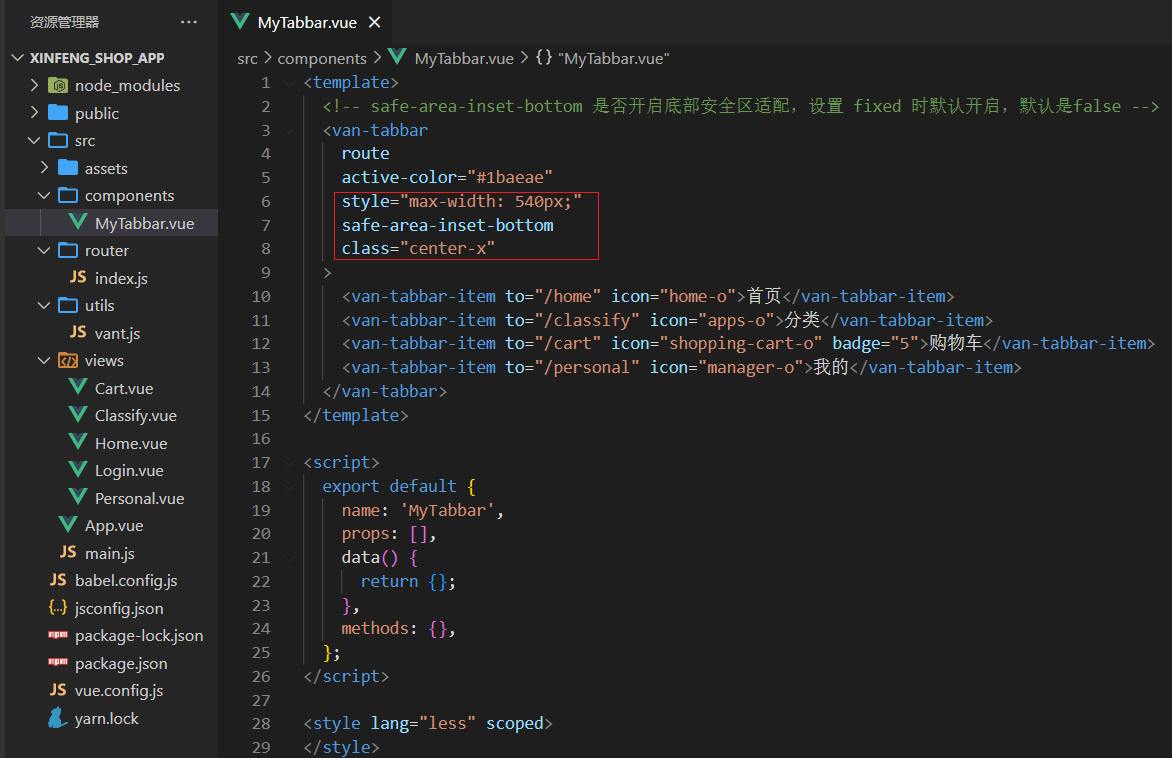 资源管理器 ···
XINFENG_SHOP_APP
node_modules
public
src
assets
components
MyTabbar.vue
router
JS index.js
utils
JS vant.js
views
Cart.vue
Classify.vue
Home.vue
Login.vue
Personal.vue
App.vue
JS main.js
JS babel.config.js
{..} jsconfig.json
npm package-lock.json
npm package.json
JS vue.config.js
yarn.lock
MyTabbar.vue ×
src > components > MyTabbar.vue > {} "MyTabbar.vue"
1 <template>
2 <!-- safe-area-inset-bottom 是否开启底部安全区适配，设置 fixed 时默认开启，默认是false -->
3 <van-tabbar
4 route
5 active-color="#1baeae"
6 style="max-width: 540px;"
7 safe-area-inset-bottom
8 class="center-x"
9 >
10 <van-tabbar-item to="/home" icon="home-o">首页</van-tabbar-item>
11 <van-tabbar-item to="/classify" icon="apps-o">分类</van-tabbar-item>
12 <van-tabbar-item to="/cart" icon="shopping-cart-o" badge="5">购物车</van-tabbar-item>
13 <van-tabbar-item to="/personal" icon="manager-o">我的</van-tabbar-item>
14 </van-tabbar>
15 </template>
16
17 <script>
18 export default {
19 name: 'MyTabbar',
20 props: [],
21 data() {
22 return {};
23 },
24 methods: {},
25 };
26 </script>
27
28 <style lang="less" scoped>
29 </style>